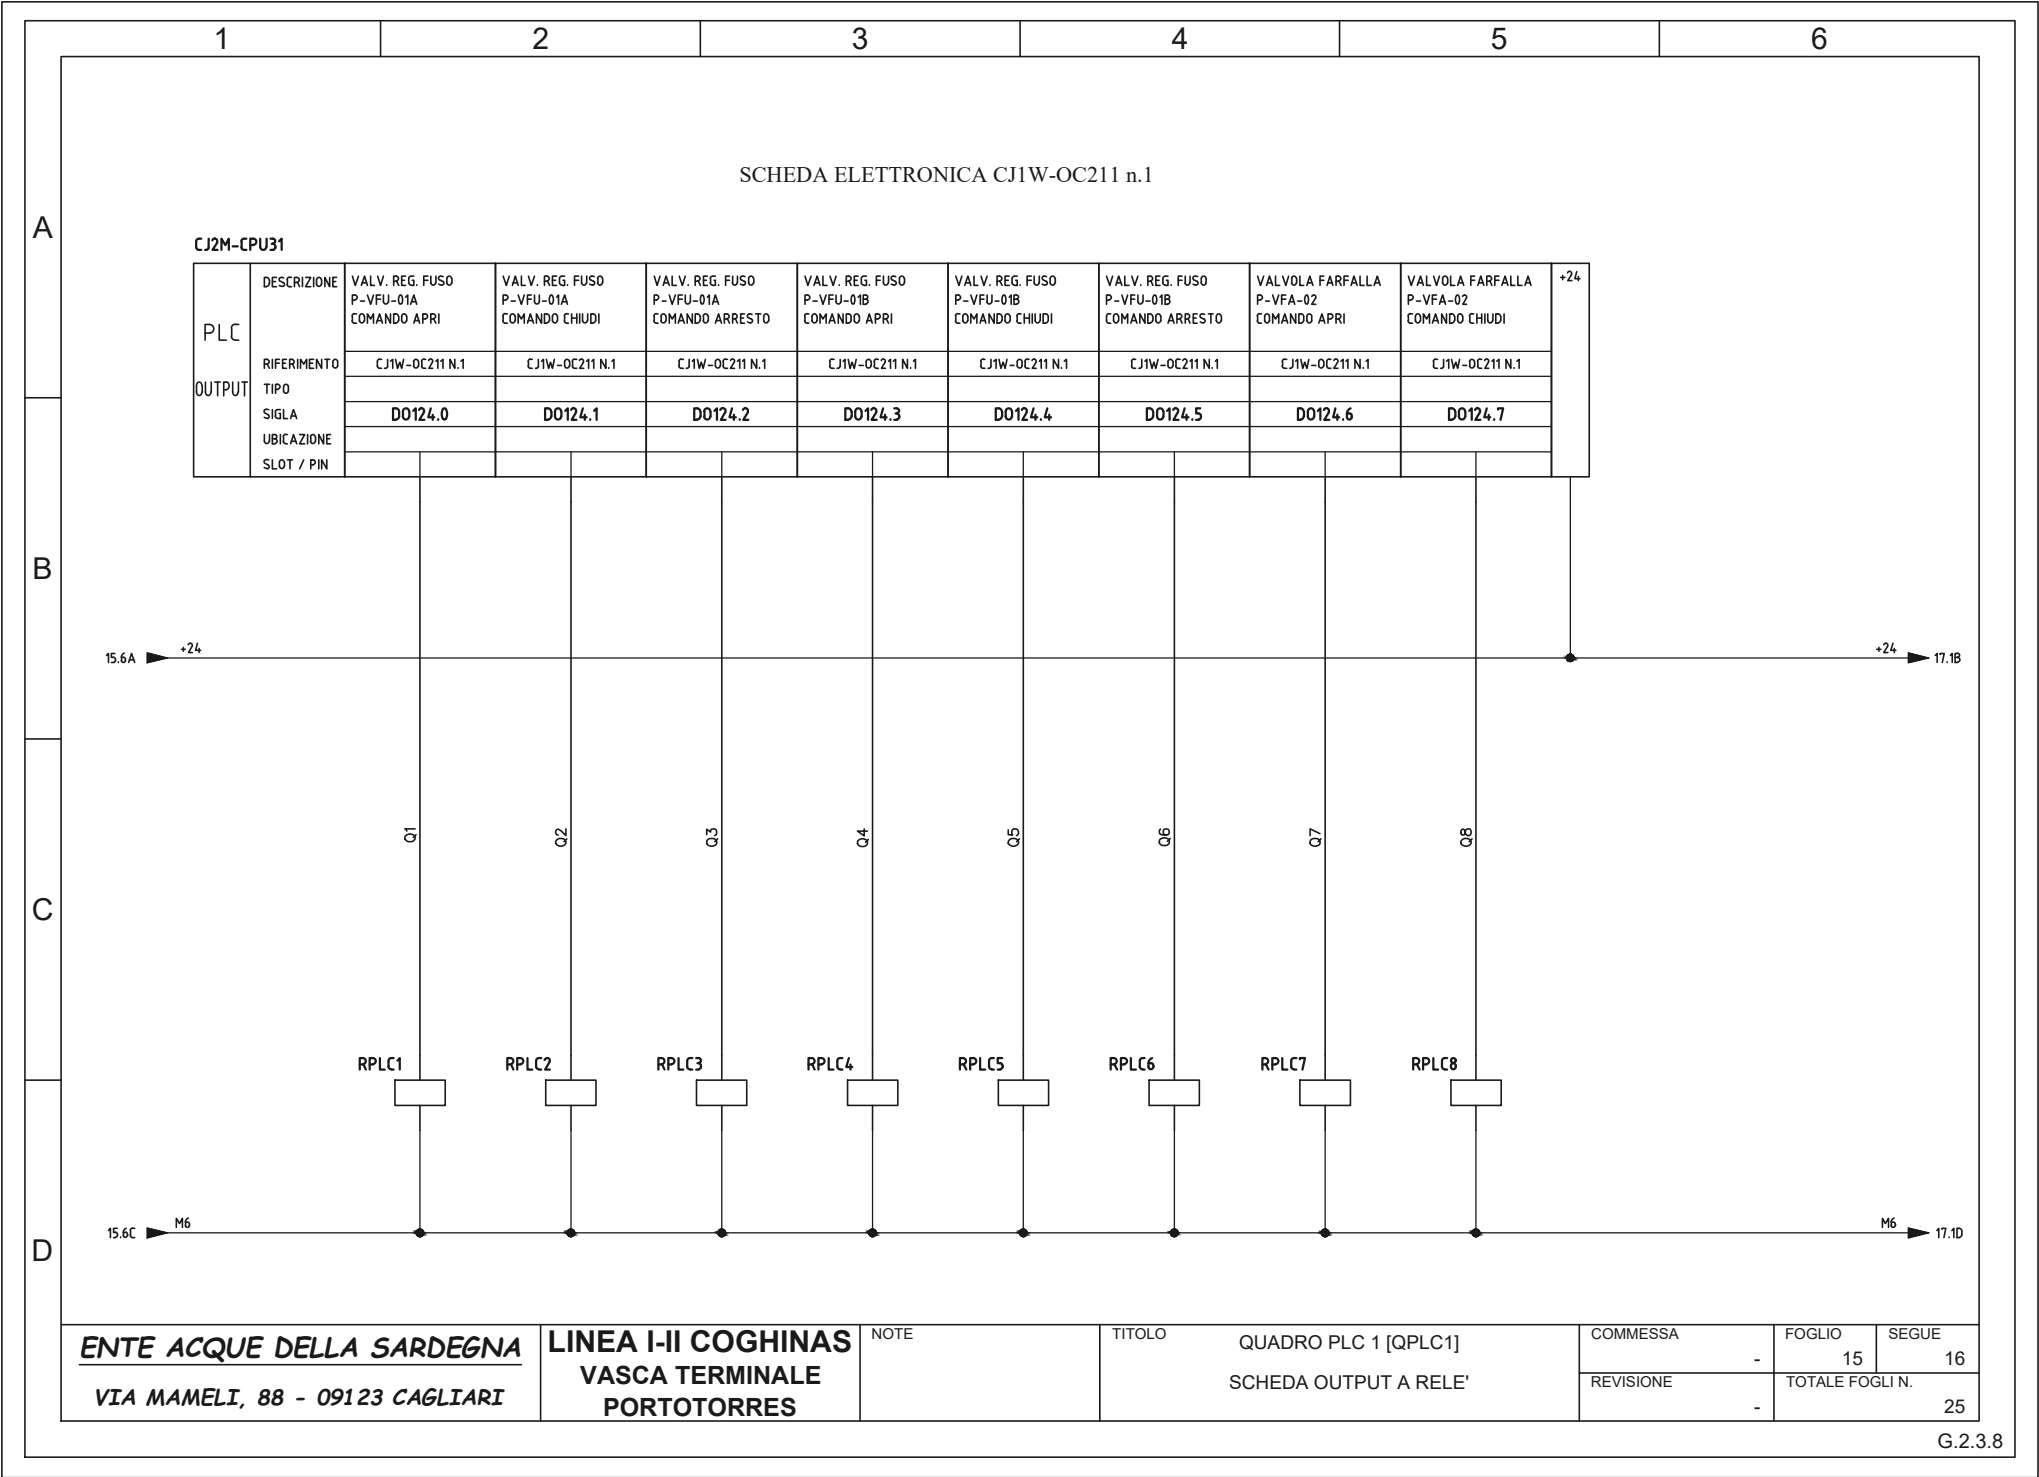 1 2 3 4 5 6
SCHEDA ELETTRONICA CJ1W-OC211 n.1
A
CJ2M-CPU31
PLC
OUTPUT
DESCRIZIONE
VALV. REG. FUSO
P-VFU-01A
COMANDO APRI
VALV. REG. FUSO
P-VFU-01A
COMANDO CHIUDI
VALV. REG. FUSO
P-VFU-01A
COMANDO ARRESTO
VALV. REG. FUSO
P-VFU-01B
COMANDO APRI
VALV. REG. FUSO
P-VFU-01B
COMANDO CHIUDI
VALV. REG. FUSO
P-VFU-01B
COMANDO ARRESTO
VALVOLA FARFALLA
P-VFA-02
COMANDO APRI
VALVOLA FARFALLA
P-VFA-02
COMANDO CHIUDI
+24
RIFERIMENTO CJ1W-OC211 N.1 CJ1W-OC211 N.1 CJ1W-OC211 N.1 CJ1W-OC211 N.1 CJ1W-OC211 N.1 CJ1W-OC211 N.1 CJ1W-OC211 N.1 CJ1W-OC211 N.1
TIPO
SIGLA DO124.0 DO124.1 DO124.2 DO124.3 DO124.4 DO124.5 DO124.6 DO124.7
UBICAZIONE
SLOT / PIN
B
15.6A +24 +24 17.1B
Q1 Q2 Q3 Q4 Q5 Q6 Q7 Q8
C
RPLC1 RPLC2 RPLC3 RPLC4 RPLC5 RPLC6 RPLC7 RPLC8
15.6C M6 M6 17.1D
D
ENTE ACQUE DELLA SARDEGNA
VIA MAMELI, 88 - 09123 CAGLIARI
LINEA I-II COGHINAS
VASCA TERMINALE
PORTOTORRES
NOTE
TITOLO
QUADRO PLC 1 [QPLC1]
SCHEDA OUTPUT A RELE'
COMMESSA
-
REVISIONE
-
FOGLIO
15
SEGUE
16
TOTALE FOGLI N.
25
G.2.3.8